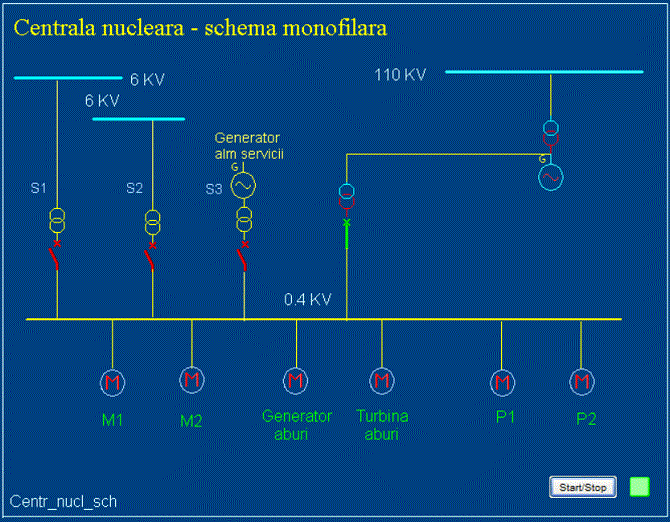 Centrala nucleara - schema monofilara
6 KV
110 KV
6 KV
Generator
alm servicii
G
G
S1
S2
S3
0.4 KV
M
M
M
M
M
M
M1
M2
Generator
aburi
Turbina
aburi
P1
P2
Start/Stop
Centr_nucl_sch